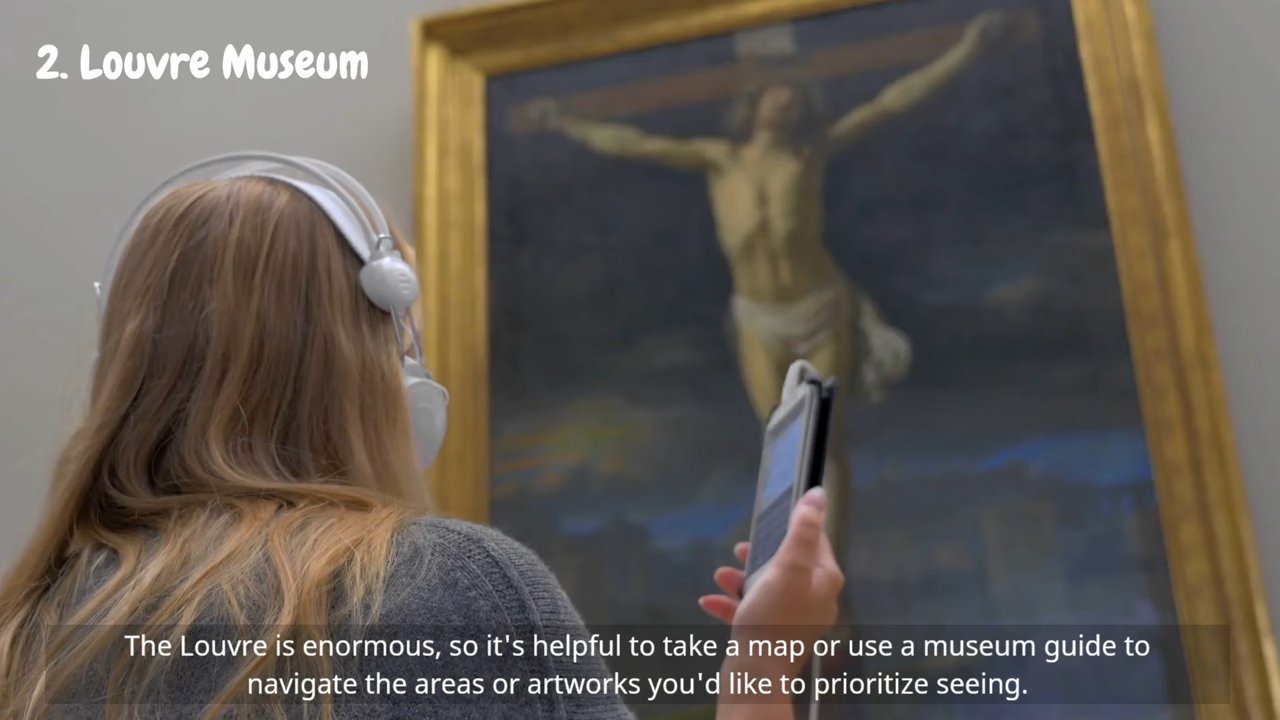 2. Louvre Museum
The Louvre is enormous, so it's helpful to take a map or use a museum guide to
navigate the areas or artworks you'd like to prioritize seeing.